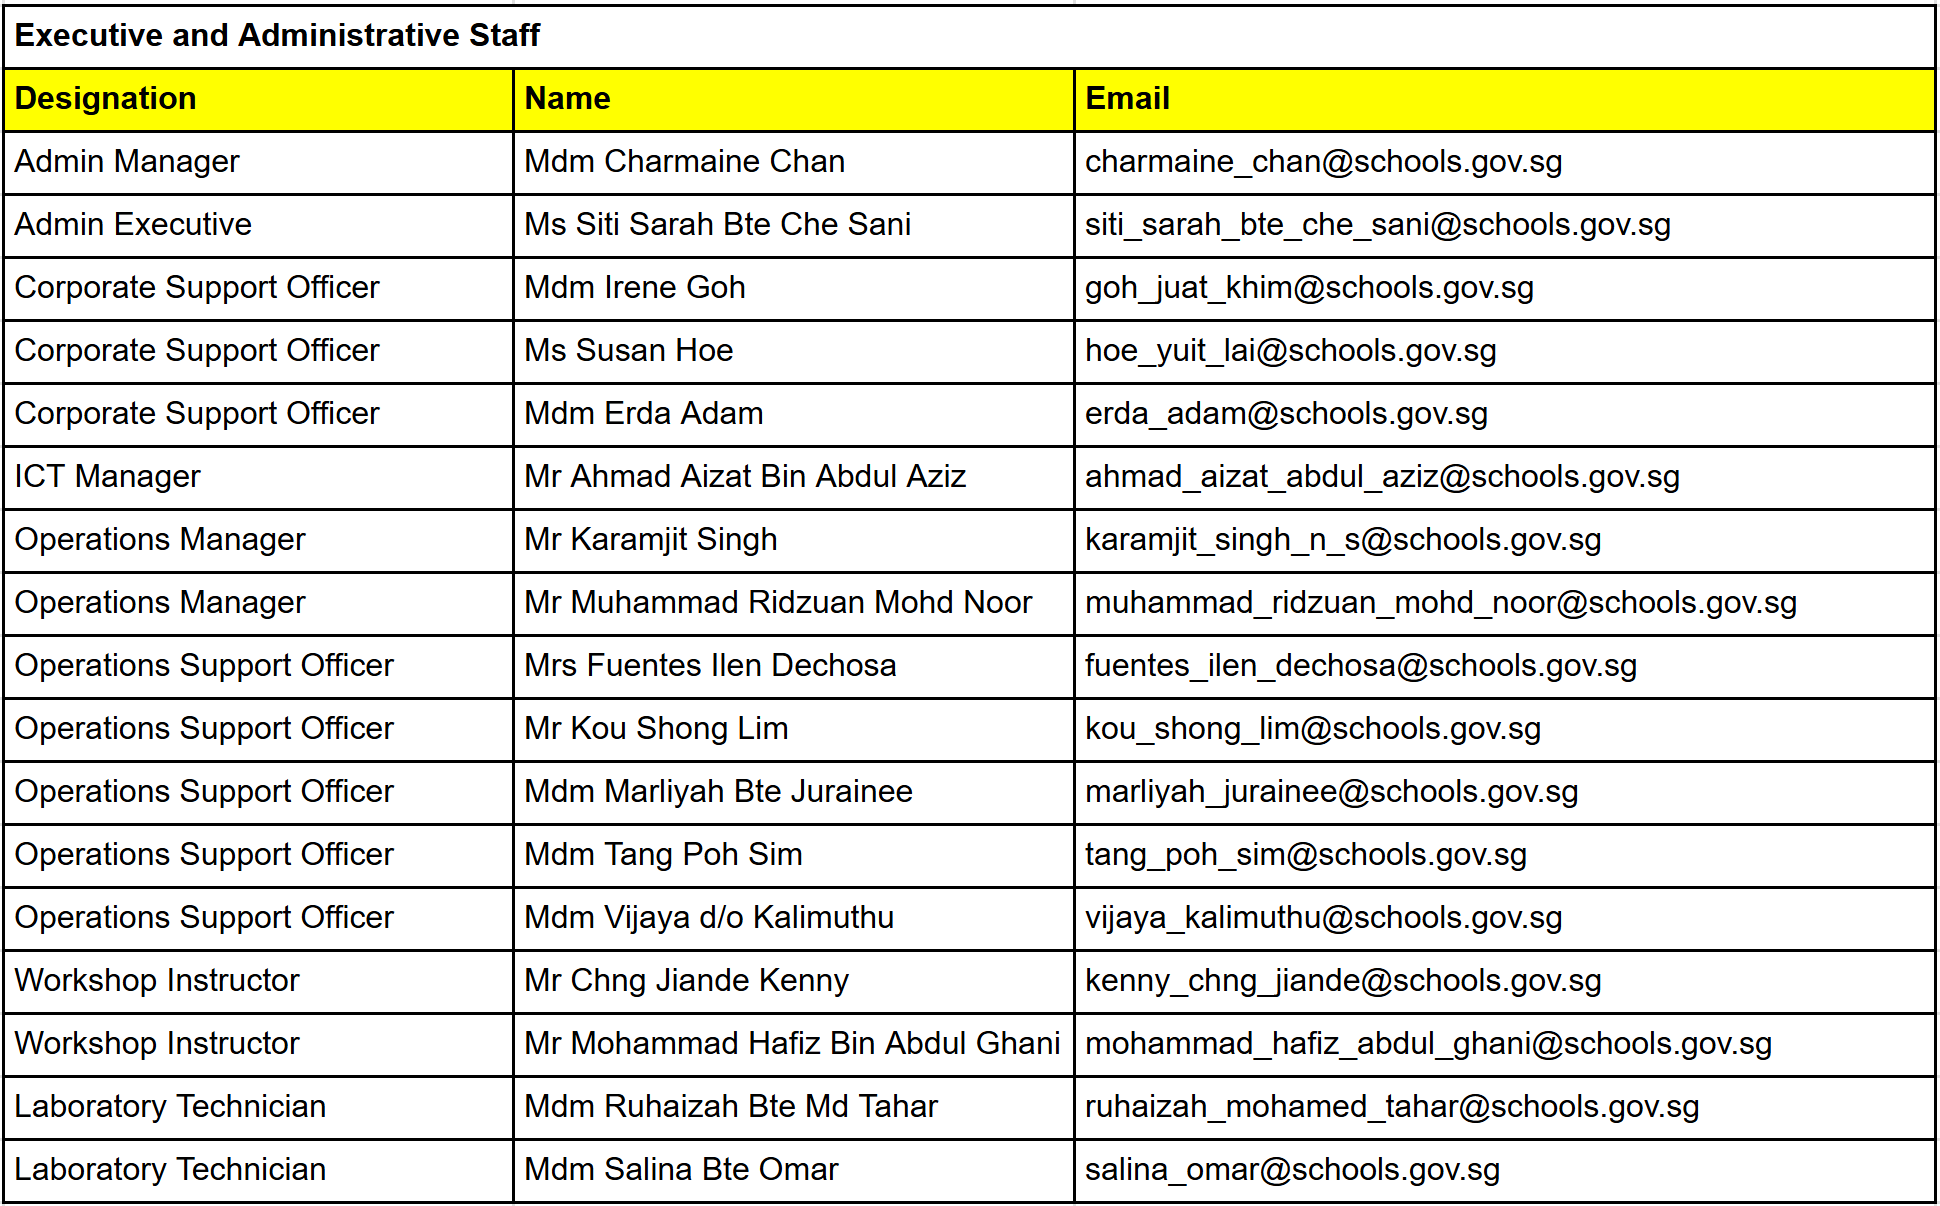 Executive and Administrative Staff
Designation Name Email
Admin Manager Mdm Charmaine Chan charmaine_chan@schools.gov.sg
Admin Executive Ms Siti Sarah Bte Che Sani siti_sarah_bte_che_sani@schools.gov.sg
Corporate Support Officer Mdm Irene Goh goh_juat_khim@schools.gov.sg
Corporate Support Officer Ms Susan Hoe hoe_yuit_lai@schools.gov.sg
Corporate Support Officer Mdm Erda Adam erda_adam@schools.gov.sg
ICT Manager Mr Ahmad Aizat Bin Abdul Aziz ahmad_aizat_abdul_aziz@schools.gov.sg
Operations Manager Mr Karamjit Singh karamjit_singh_n_s@schools.gov.sg
Operations Manager Mr Muhammad Ridzuan Mohd Noor muhammad_ridzuan_mohd_noor@schools.gov.sg
Operations Support Officer Mrs Fuentes Ilen Dechosa fuentes_ilen_dechosa@schools.gov.sg
Operations Support Officer Mr Kou Shong Lim kou_shong_lim@schools.gov.sg
Operations Support Officer Mdm Marliyah Bte Jurainee marliyah_jurainee@schools.gov.sg
Operations Support Officer Mdm Tang Poh Sim tang_poh_sim@schools.gov.sg
Operations Support Officer Mdm Vijaya d/o Kalimuthu vijaya_kalimuthu@schools.gov.sg
Workshop Instructor Mr Chng Jiande Kenny kenny_chng_jiande@schools.gov.sg
Workshop Instructor Mr Mohammad Hafiz Bin Abdul Ghani mohammad_hafiz_abdul_ghani@schools.gov.sg
Laboratory Technician Mdm Ruhaizah Bte Md Tahar ruhaizah_mohamed_tahar@schools.gov.sg
Laboratory Technician Mdm Salina Bte Omar salina_omar@schools.gov.sg